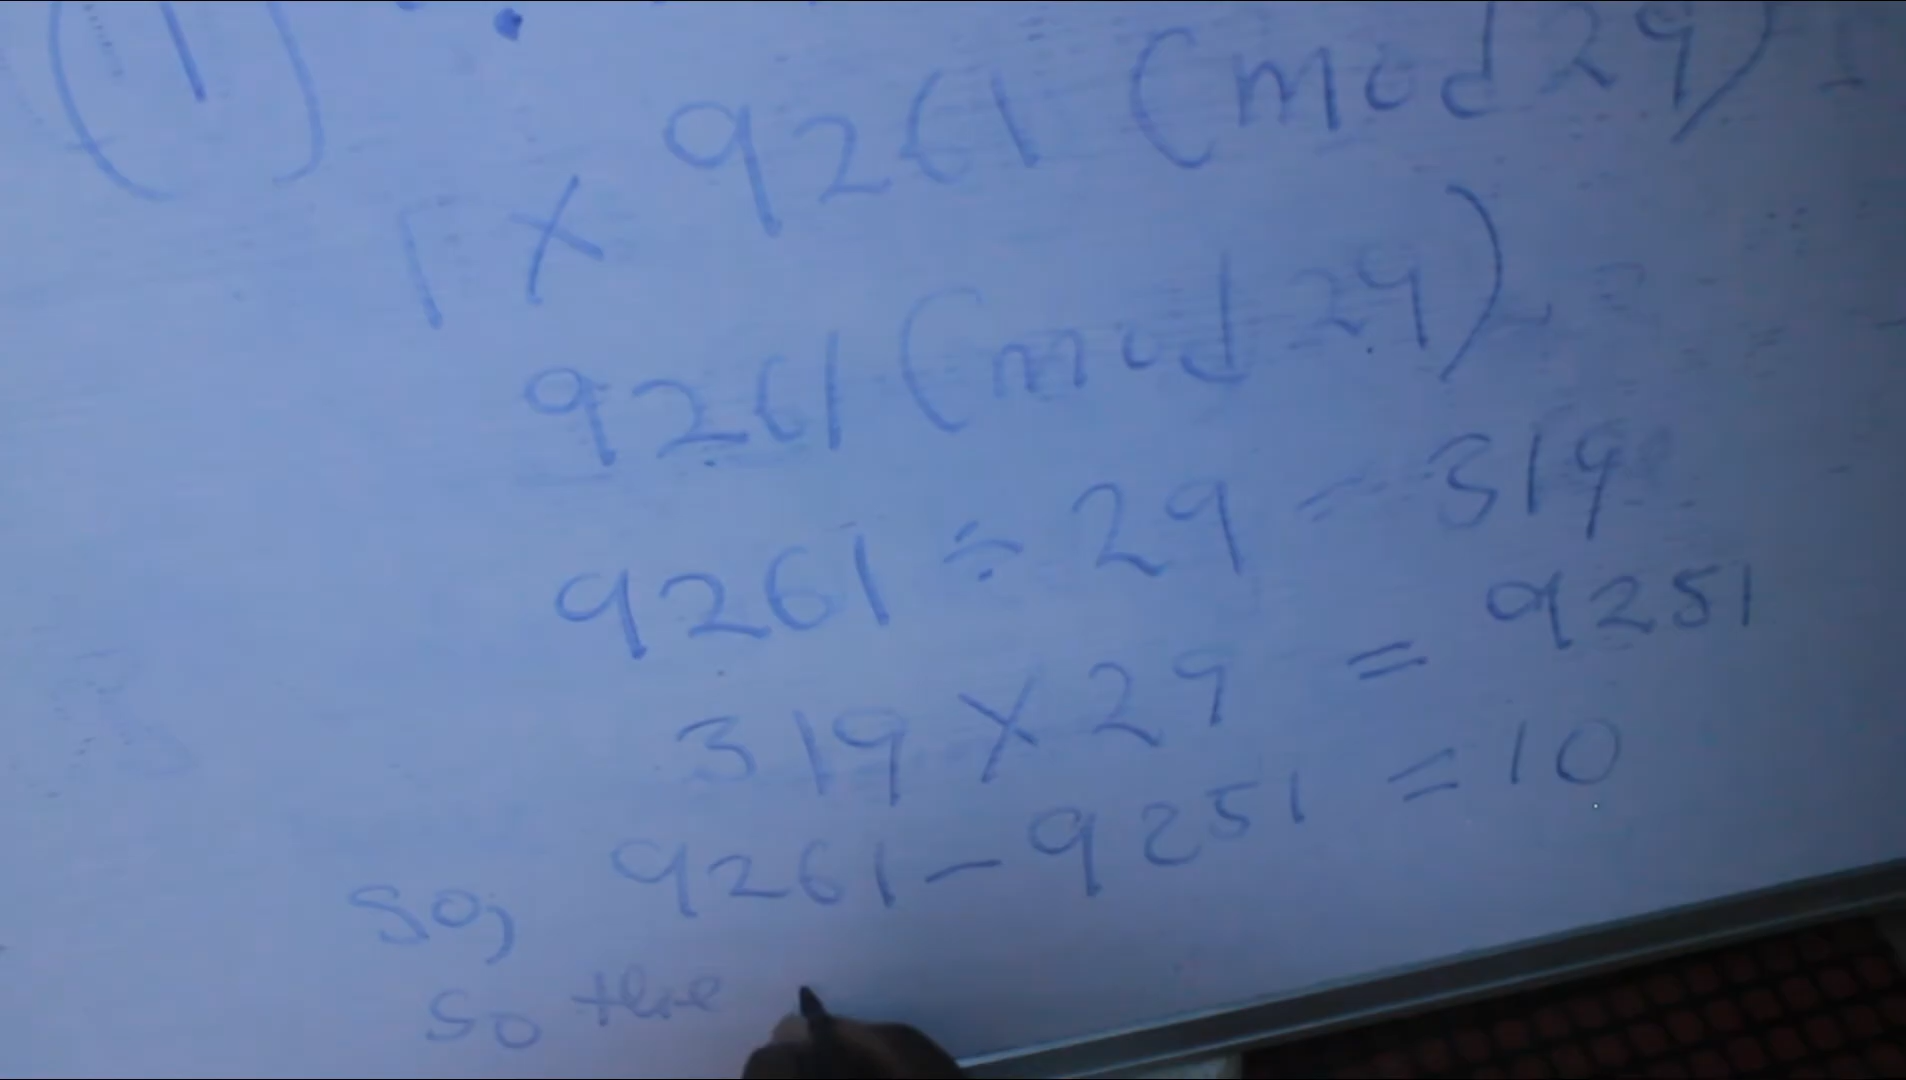 (1)
1 × 9261 (mod 29)
9261 (mod 29)
9261 ÷ 29 = 319
319 × 29 = 9251
so, 9261 – 9251 = 10
so the